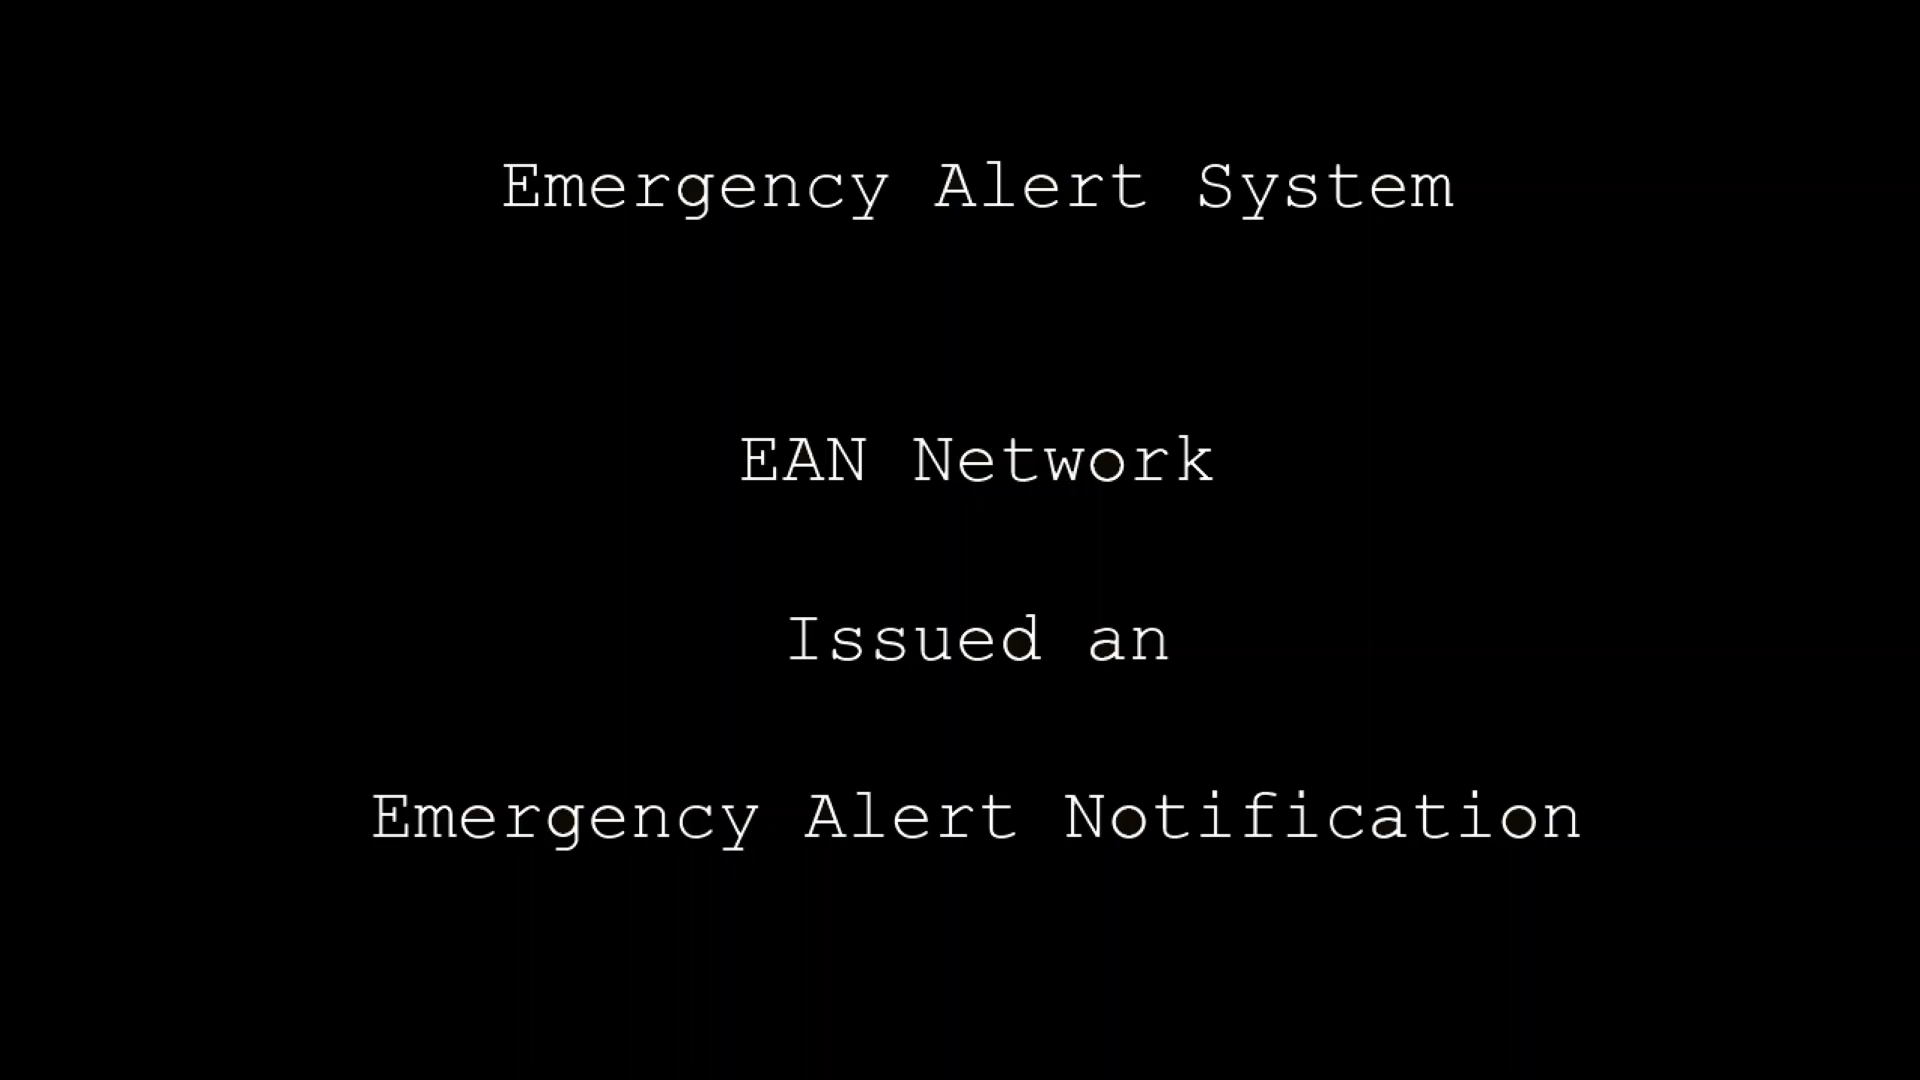 Emergency Alert System
EAN Network
Issued an
Emergency Alert Notification